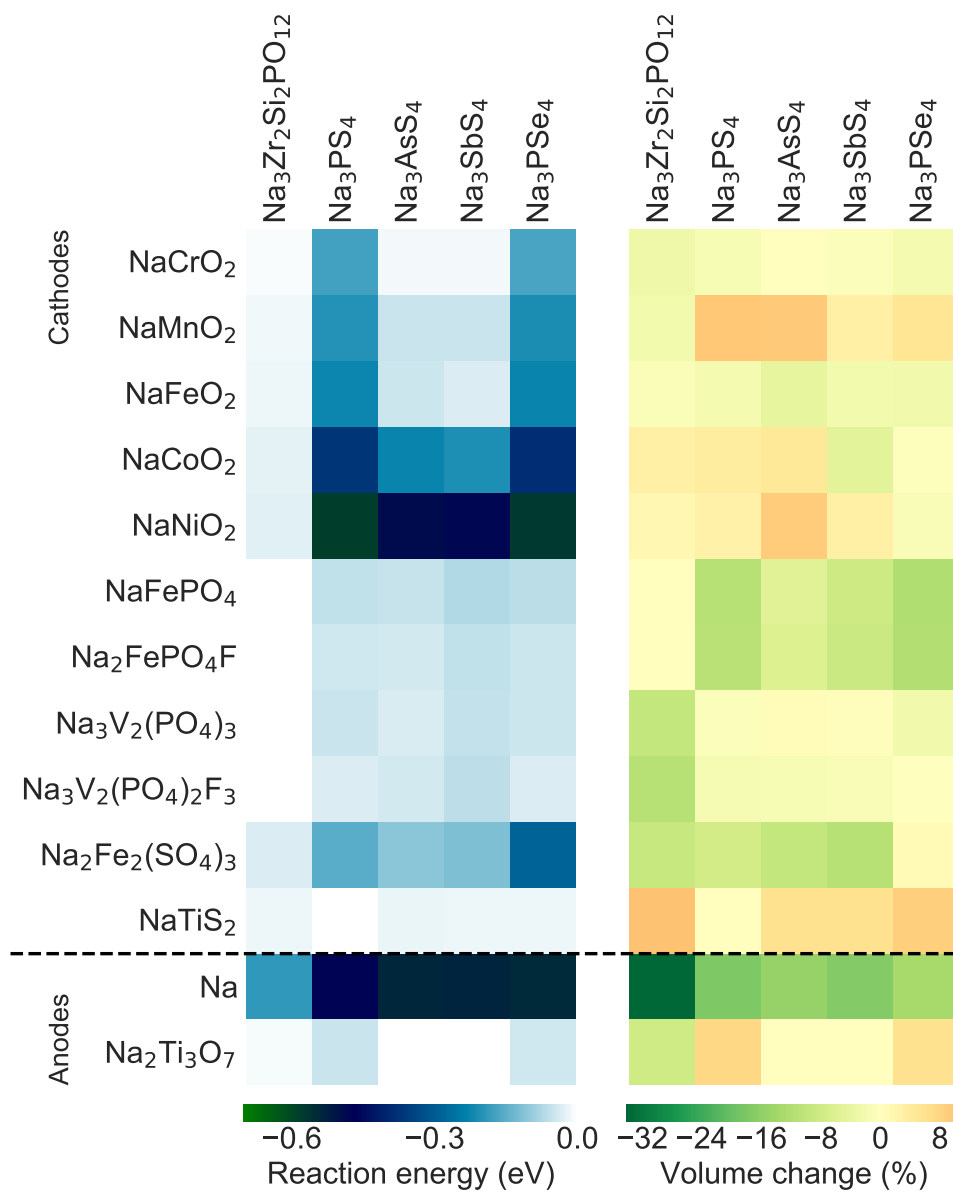 Na₃Zr₂Si₂PO₁₂
Na₃PS₄
Na₃AsS₄
Na₃SbS₄
Na₃PSe₄
Na₃Zr₂Si₂PO₁₂
Na₃PS₄
Na₃AsS₄
Na₃SbS₄
Na₃PSe₄
Cathodes
NaCrO₂
NaMnO₂
NaFeO₂
NaCoO₂
NaNiO₂
NaFePO₄
Na₂FePO₄F
Na₃V₂(PO₄)₃
Na₃V₂(PO₄)₂F₃
Na₂Fe₂(SO₄)₃
NaTiS₂
Anodes
Na
Na₂Ti₃O₇
−0.6 −0.3 0.0
Reaction energy (eV)
−32 −24 −16 −8 0 8
Volume change (%)